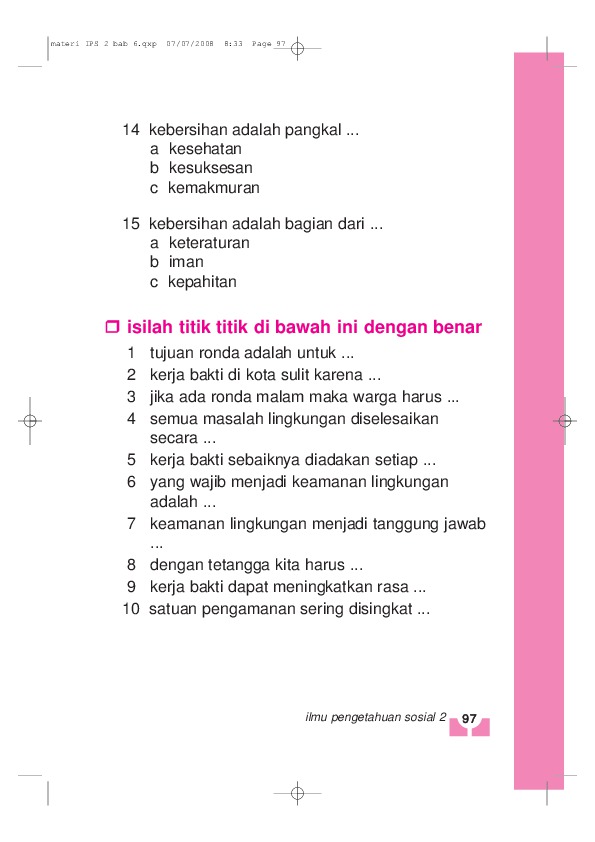 materi IPS 2 bab 6.qxp  07/07/2008  8:33  Page 97
14 kebersihan adalah pangkal ...
a kesehatan
b kesuksesan
c kemakmuran
15 kebersihan adalah bagian dari ...
a keteraturan
b iman
c kepahitan
❒ isilah titik titik di bawah ini dengan benar
1 tujuan ronda adalah untuk ...
2 kerja bakti di kota sulit karena ...
3 jika ada ronda malam maka warga harus ...
4 semua masalah lingkungan diselesaikan
secara ...
5 kerja bakti sebaiknya diadakan setiap ...
6 yang wajib menjadi keamanan lingkungan
adalah ...
7 keamanan lingkungan menjadi tanggung jawab
...
8 dengan tetangga kita harus ...
9 kerja bakti dapat meningkatkan rasa ...
10 satuan pengamanan sering disingkat ...
ilmu pengetahuan sosial 2 97